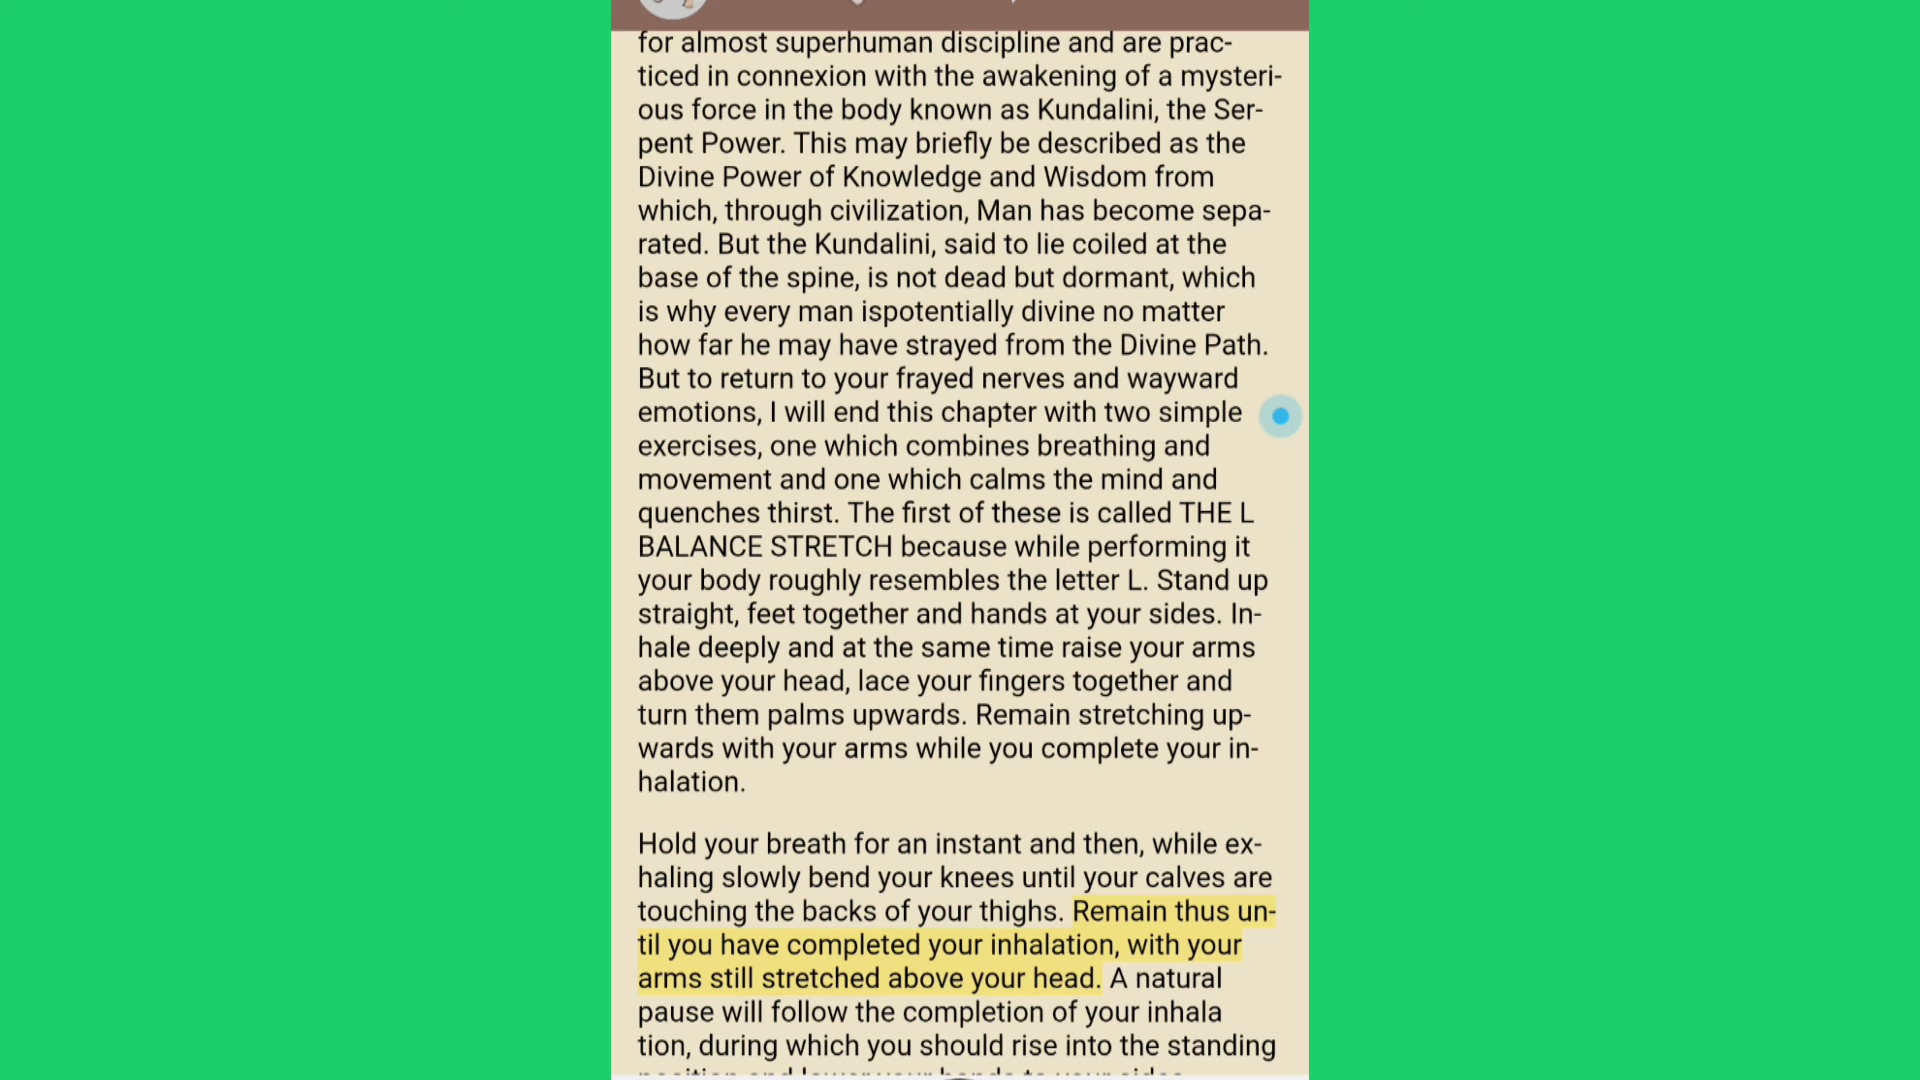 for almost superhuman discipline and are prac-
ticed in connexion with the awakening of a mysteri-
ous force in the body known as Kundalini, the Ser-
pent Power. This may briefly be described as the
Divine Power of Knowledge and Wisdom from
which, through civilization, Man has become sepa-
rated. But the Kundalini, said to lie coiled at the
base of the spine, is not dead but dormant, which
is why every man ispotentially divine no matter
how far he may have strayed from the Divine Path.
But to return to your frayed nerves and wayward
emotions, I will end this chapter with two simple
exercises, one which combines breathing and
movement and one which calms the mind and
quenches thirst. The first of these is called THE L
BALANCE STRETCH because while performing it
your body roughly resembles the letter L. Stand up
straight, feet together and hands at your sides. In-
hale deeply and at the same time raise your arms
above your head, lace your fingers together and
turn them palms upwards. Remain stretching up-
wards with your arms while you complete your in-
halation.
Hold your breath for an instant and then, while ex-
haling slowly bend your knees until your calves are
touching the backs of your thighs. Remain thus un-
til you have completed your inhalation, with your
arms still stretched above your head. A natural
pause will follow the completion of your inhala
tion, during which you should rise into the standing